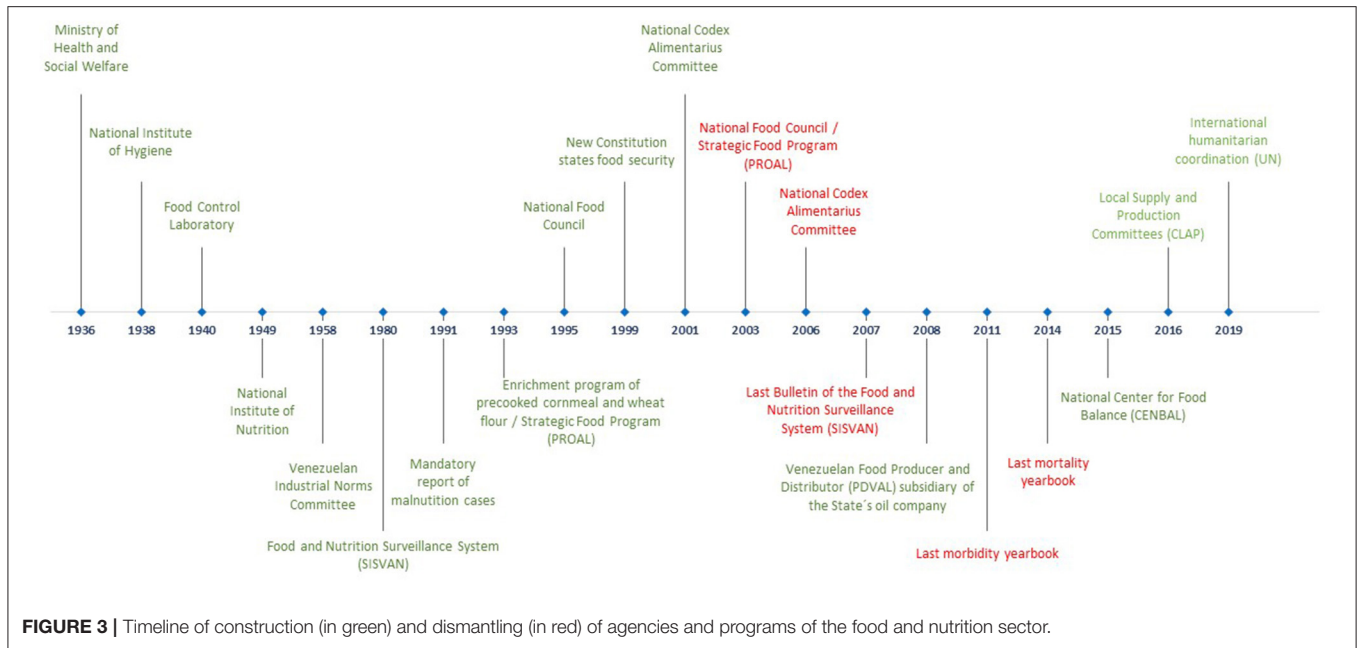 Ministry of
Health and
Social Welfare
National Institute
of Hygiene
Food Control
Laboratory
National Food
Council
New Constitution
states food security
National Codex
Alimentarius
Committee
National Food Council /
Strategic Food Program
(PROAL)
National Codex
Alimentarius
Committee
Local Supply and
Production
Committees (CLAP)
International
humanitarian
coordination (UN)
1936 1938 1940 1949 1958 1980 1991 1993 1995 1999 2001 2003 2006 2007 2008 2011 2014 2015 2016 2019
National
Institute of
Nutrition
Venezuelan
Industrial Norms
Committee
Food and Nutrition Surveillance System
(SISVAN)
Mandatory
report of
malnutition cases
Enrichment program of
precooked cornmeal and wheat
flour / Strategic Food Program
(PROAL)
Last Bulletin of the Food and
Nutrition Surveillance
System (SISVAN)
Venezuelan Food Producer and
Distributor (PDVAL) subsidiary of
the State´s oil company
Last morbidity yearbook
Last mortality
yearbook
National Center for Food
Balance (CENBAL)
FIGURE 3 | Timeline of construction (in green) and dismantling (in red) of agencies and programs of the food and nutrition sector.